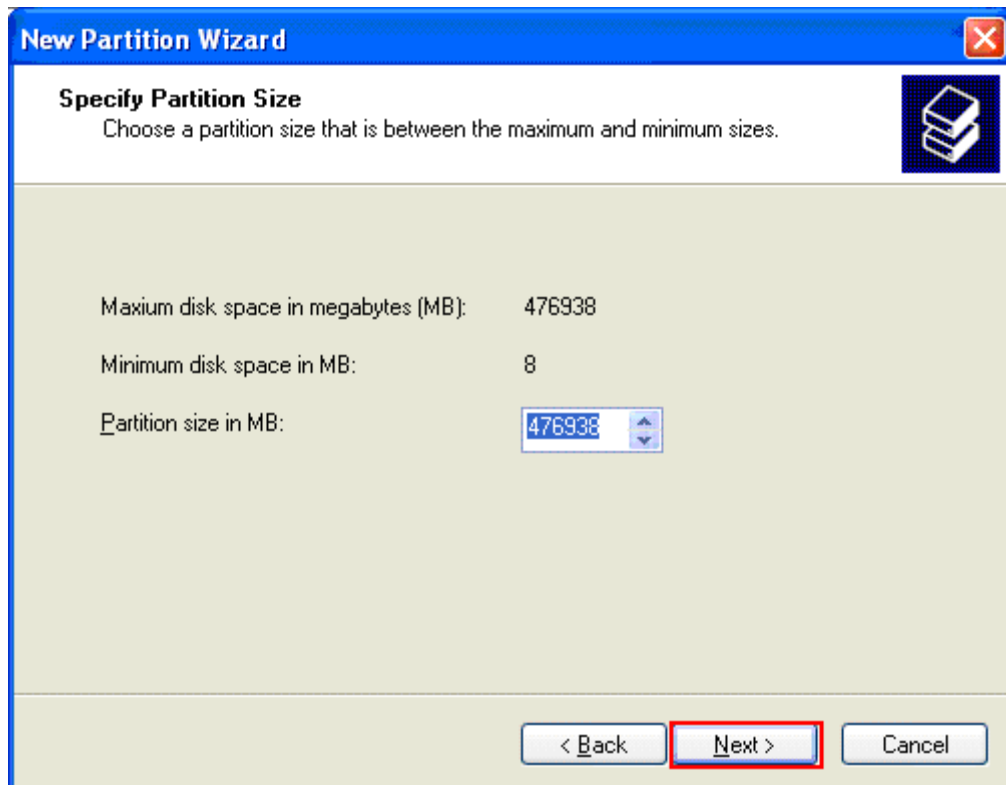 New Partition Wizard
Specify Partition Size
Choose a partition size that is between the maximum and minimum sizes.
Maxium disk space in megabytes (MB): 476938
Minimum disk space in MB: 8
Partition size in MB: 476938
< Back Next > Cancel